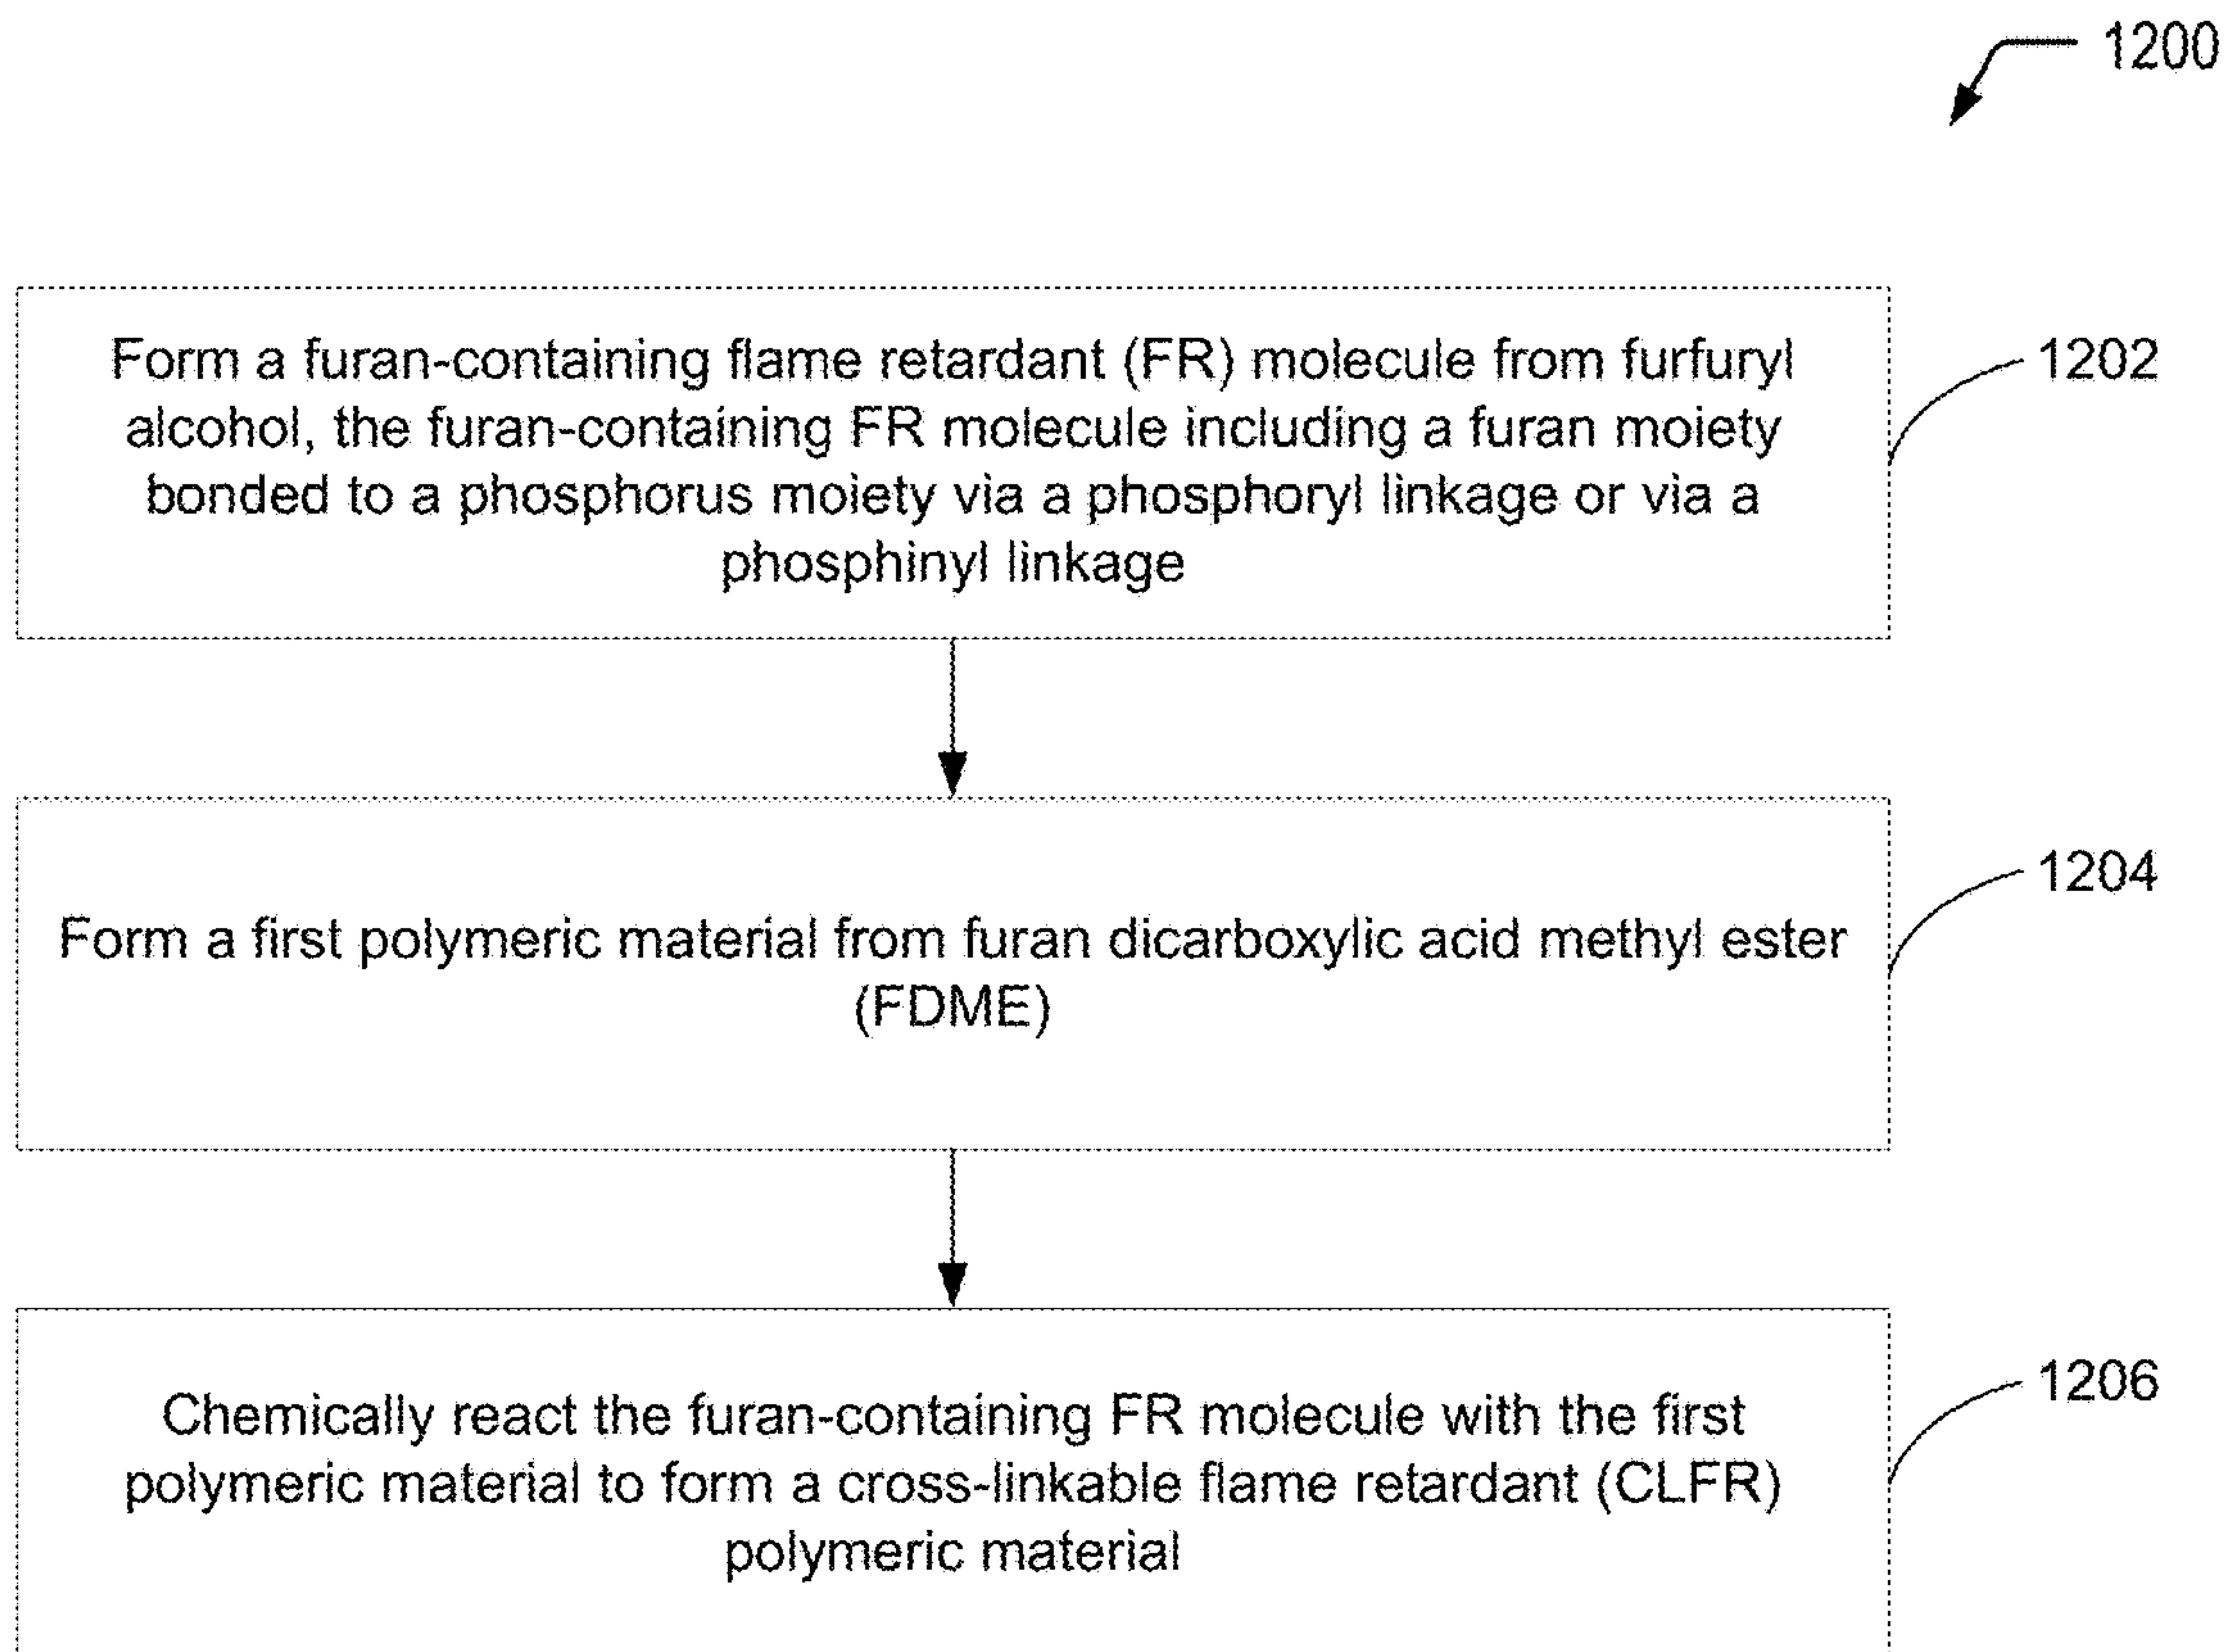 1200
Form a furan-containing flame retardant (FR) molecule from furfuryl
alcohol, the furan-containing FR molecule including a furan moiety
bonded to a phosphorus moiety via a phosphoryl linkage or via a
phosphinyl linkage
1202
Form a first polymeric material from furan dicarboxylic acid methyl ester
(FDME)
1204
Chemically react the furan-containing FR molecule with the first
polymeric material to form a cross-linkable flame retardant (CLFR)
polymeric material
1206